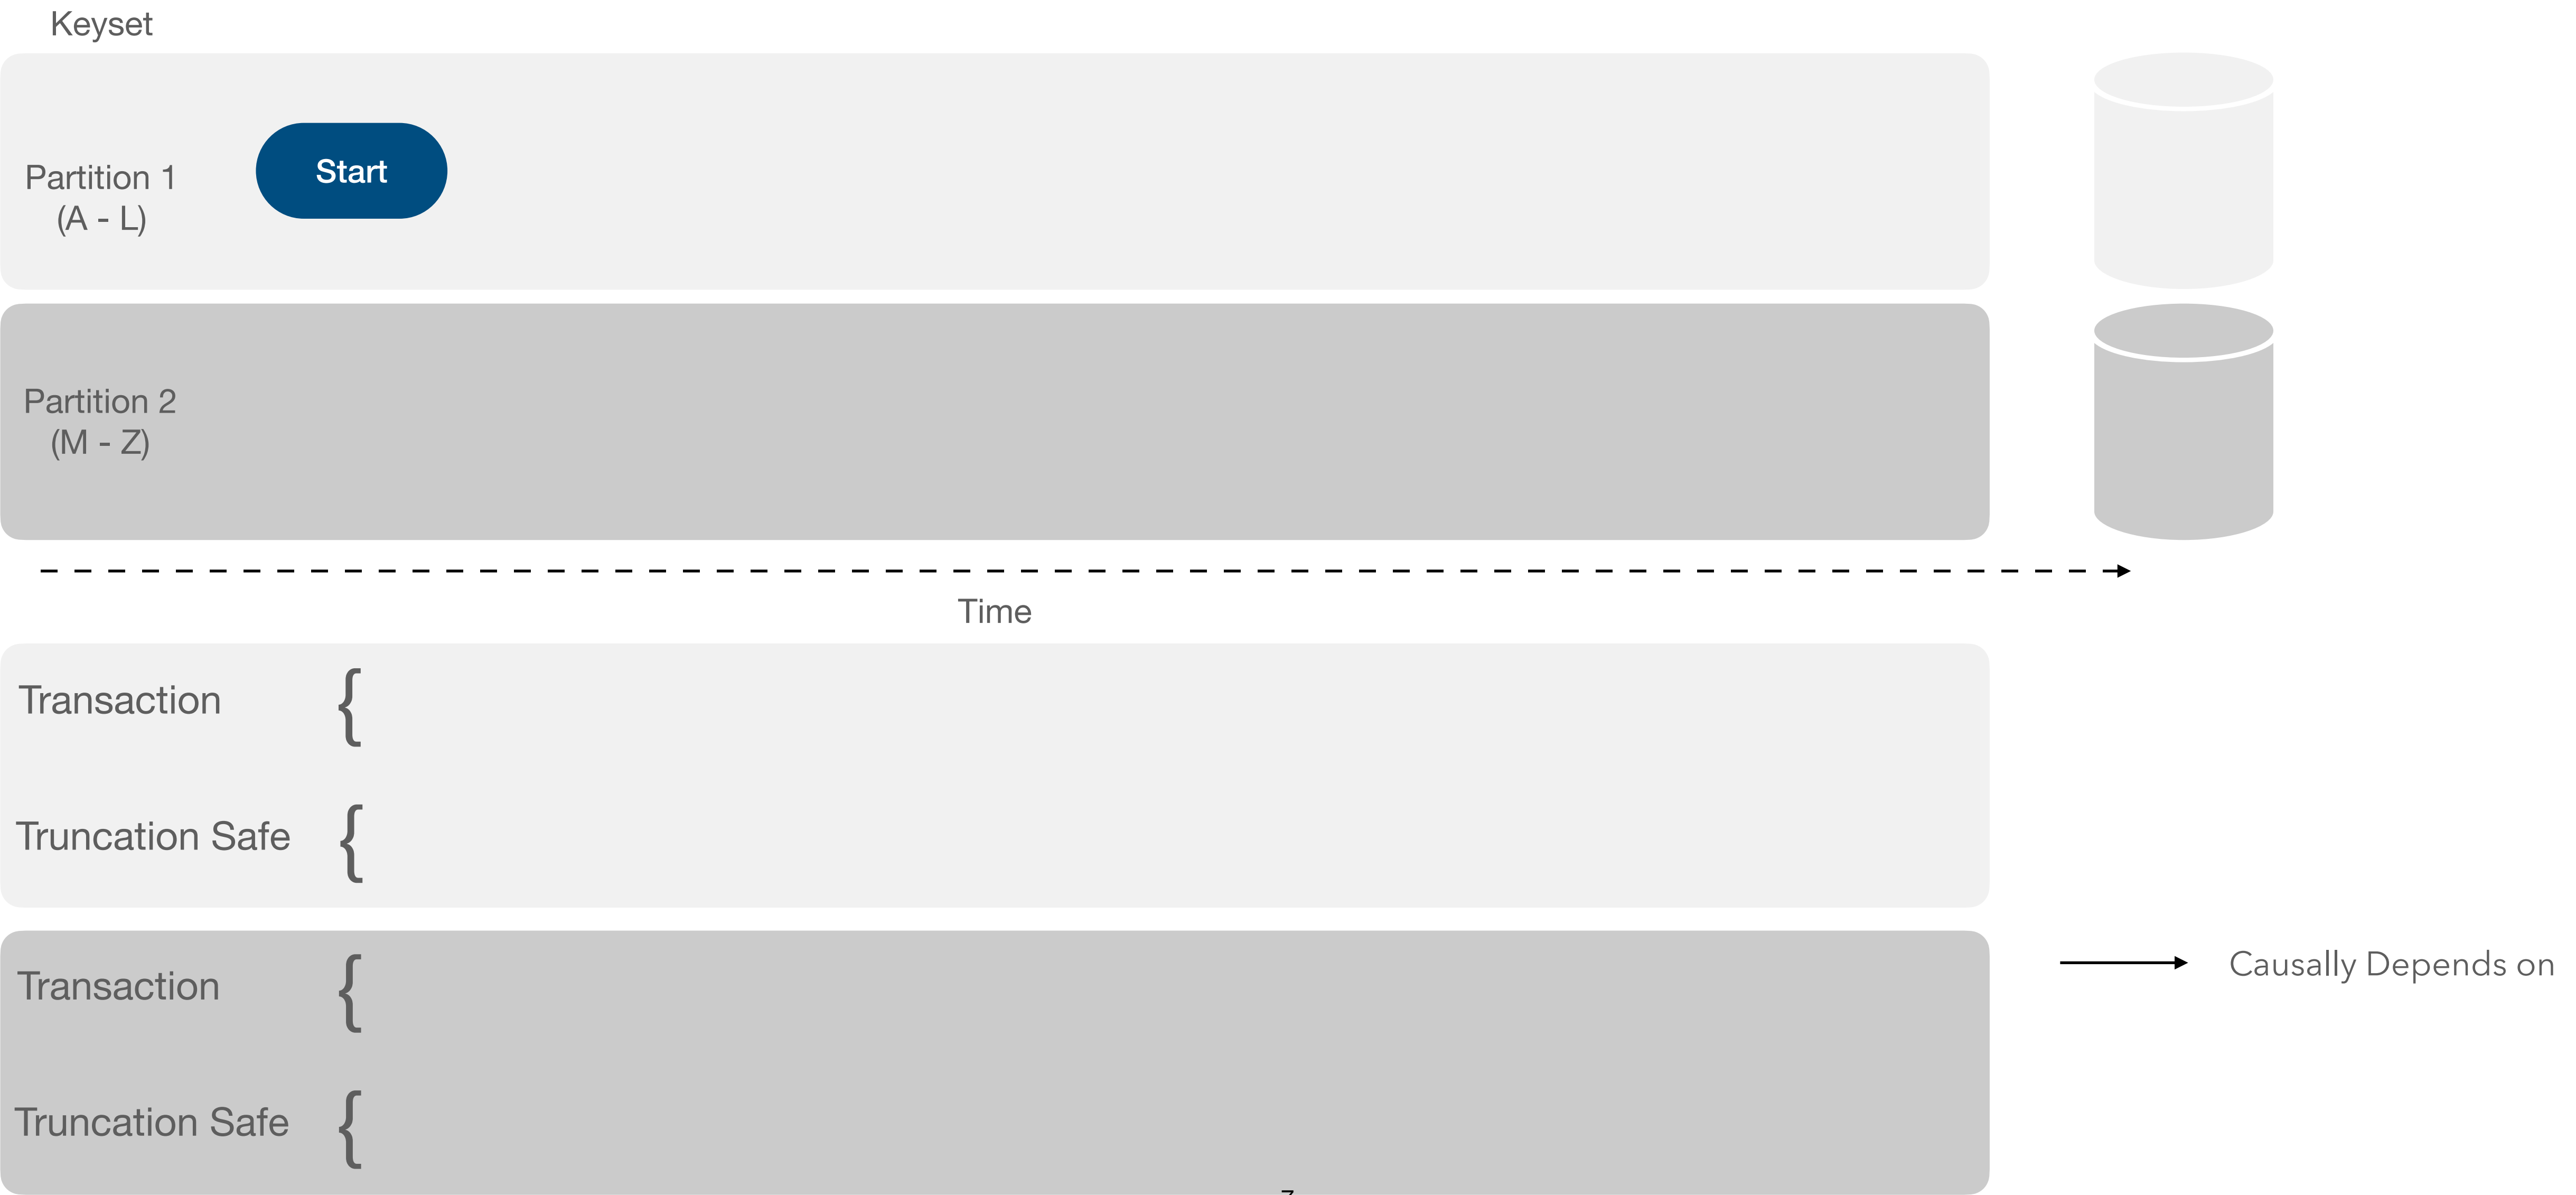 Keyset
Partition 1
(A - L)
Start
Partition 2
(M - Z)
Time
Transaction {
Truncation Safe {
Transaction {
Causally Depends on
Truncation Safe {